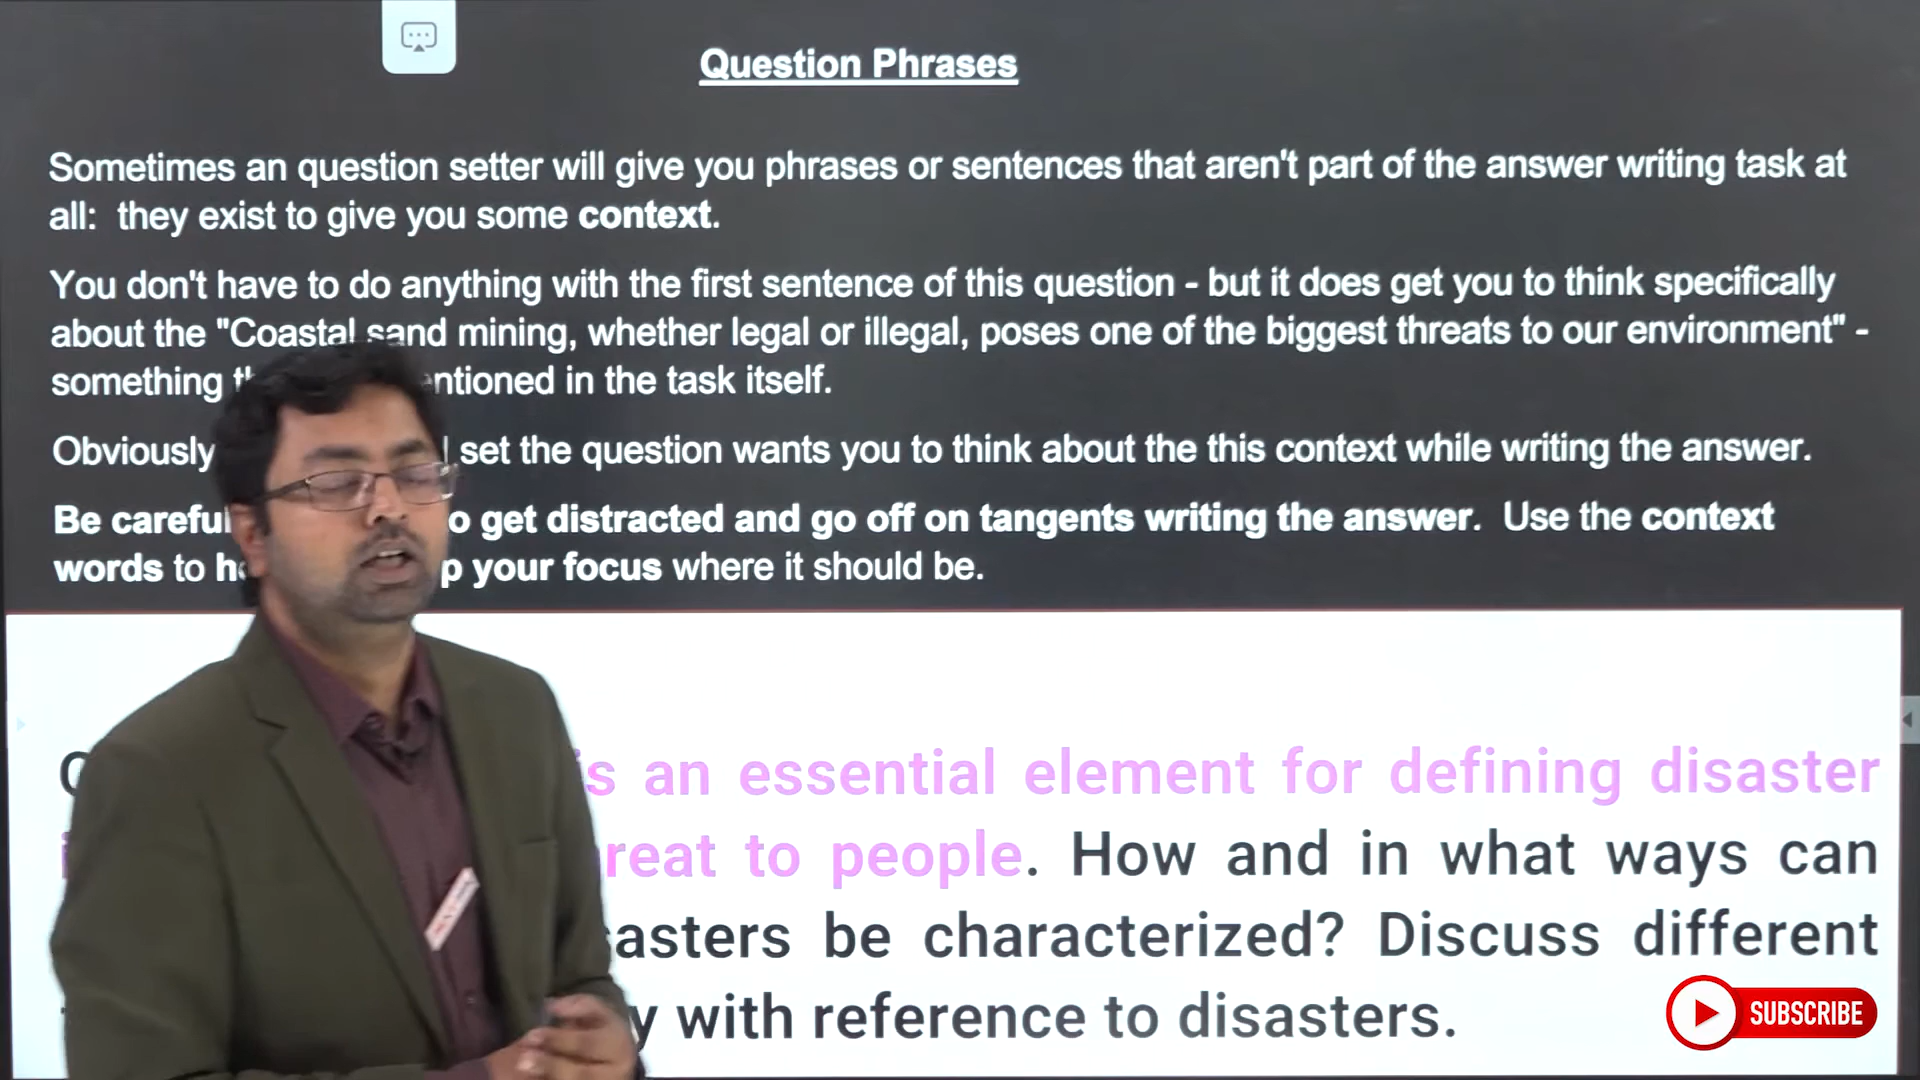 Question Phrases
Sometimes an question setter will give you phrases or sentences that aren't part of the answer writing task at
all: they exist to give you some context.
You don't have to do anything with the first sentence of this question - but it does get you to think specifically
about the "Coastal sand mining, whether legal or illegal, poses one of the biggest threats to our environment" -
something in the task itself.
Obviously set the question wants you to think about the this context while writing the answer.
Be careful get distracted and go off on tangents writing the answer. Use the context
words to your focus where it should be.
is an essential element for defining disaster
to people. How and in what ways can
be characterized? Discuss different
with reference to disasters.
SUBSCRIBE